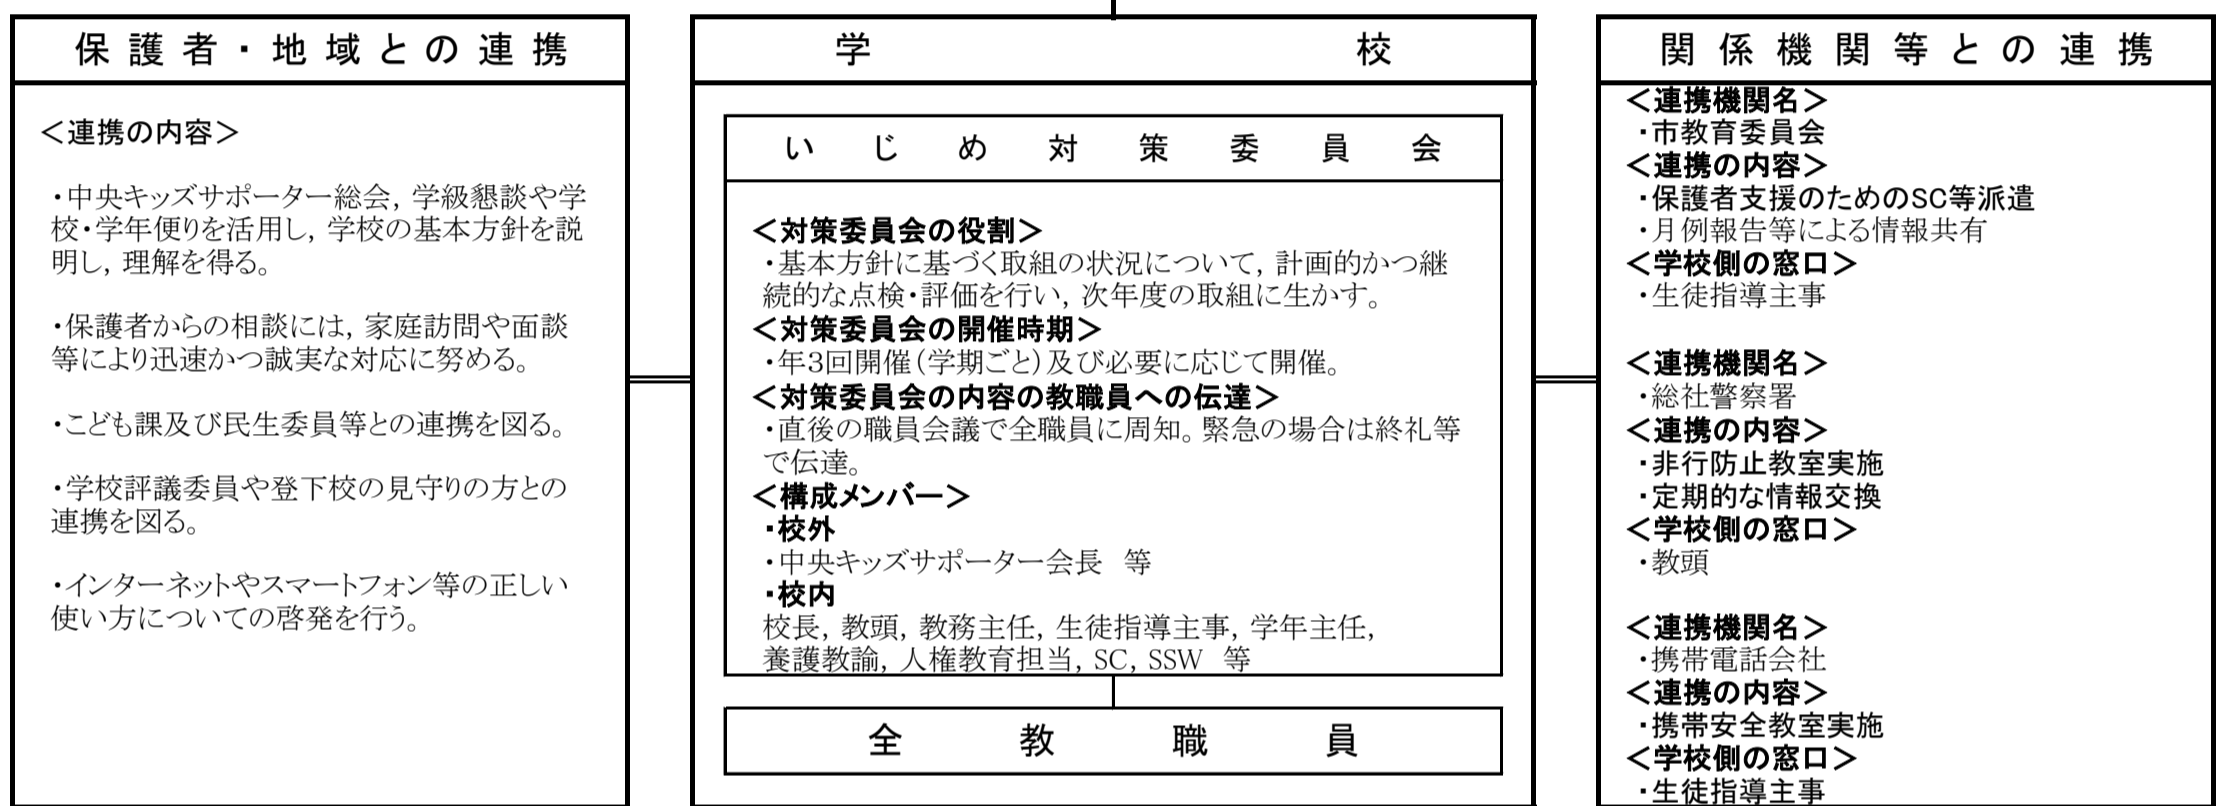 保護者・地域との連携
＜連携の内容＞
・中央キッズサポーター総会，学級懇談や学
校・学年便りを活用し，学校の基本方針を説
明し，理解を得る。
・保護者からの相談には，家庭訪問や面談
等により迅速かつ誠実な対応に努める。
・こども課及び民生委員等との連携を図る。
・学校評議委員や登下校の見守りの方との
連携を図る。
・インターネットやスマートフォン等の正しい
使い方についての啓発を行う。
学校
いじめ対策委員会
＜対策委員会の役割＞
・基本方針に基づく取組の状況について，計画的かつ継
続的な点検・評価を行い，次年度の取組に生かす。
＜対策委員会の開催時期＞
・年3回開催（学期ごと）及び必要に応じて開催。
＜対策委員会の内容の教職員への伝達＞
・直後の職員会議で全職員に周知。緊急の場合は終礼等
で伝達。
＜構成メンバー＞
・校外
・中央キッズサポーター会長　等
・校内
校長，教頭，教務主任，生徒指導主事，学年主任，
養護教諭，人権教育担当，SC，SSW　等
全教職員
関係機関等との連携
＜連携機関名＞
・市教育委員会
＜連携の内容＞
・保護者支援のためのSC等派遣
・月例報告等による情報共有
＜学校側の窓口＞
・生徒指導主事
＜連携機関名＞
・総社警察署
＜連携の内容＞
・非行防止教室実施
・定期的な情報交換
＜学校側の窓口＞
・教頭
＜連携機関名＞
・携帯電話会社
＜連携の内容＞
・携帯安全教室実施
＜学校側の窓口＞
・生徒指導主事